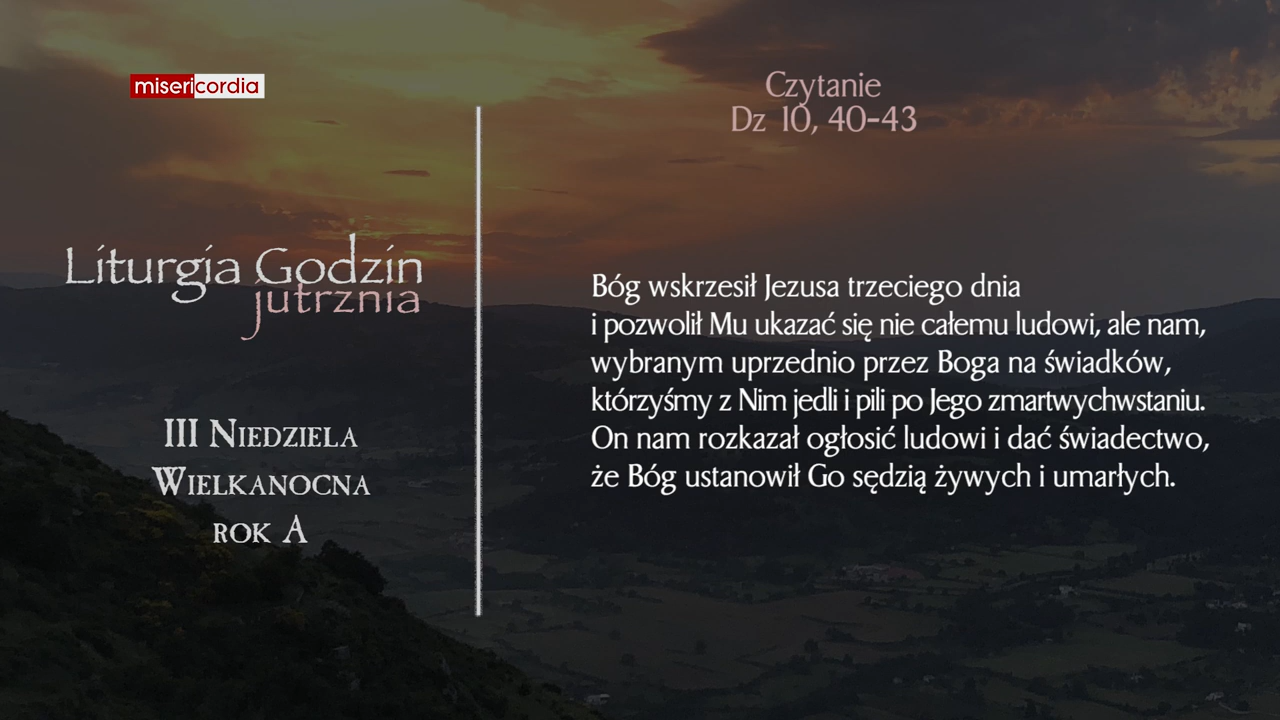 misericordia
Liturgia Godzin
jutrznia
III Niedziela
Wielkanocna
rok A
Czytanie
Dz 10, 40-43
Bóg wskrzesił Jezusa trzeciego dnia
i pozwolił Mu ukazać się nie całemu ludowi, ale nam,
wybranym uprzednio przez Boga na świadków,
którzyśmy z Nim jedli i pili po Jego zmartwychwstaniu.
On nam rozkazał ogłosić ludowi i dać świadectwo,
że Bóg ustanowił Go sędzią żywych i umarłych.